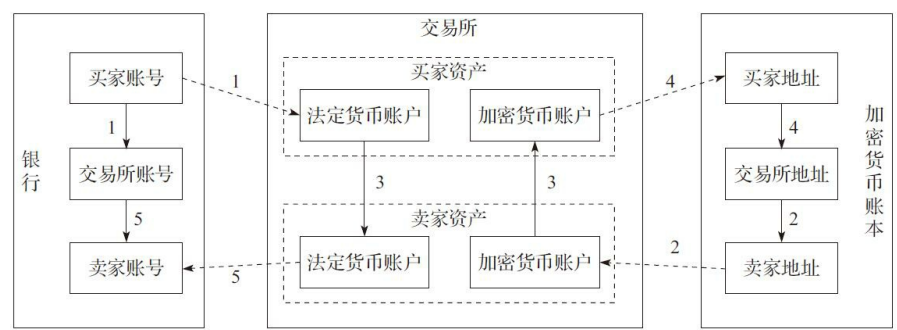 交易所
买家资产
买家账号
1
法定货币账户
加密货币账户
4
买家地址
1
4
银行
交易所账号
3
3
交易所地址
加密货币账本
5
卖家资产
2
卖家账号
5
法定货币账户
加密货币账户
2
卖家地址